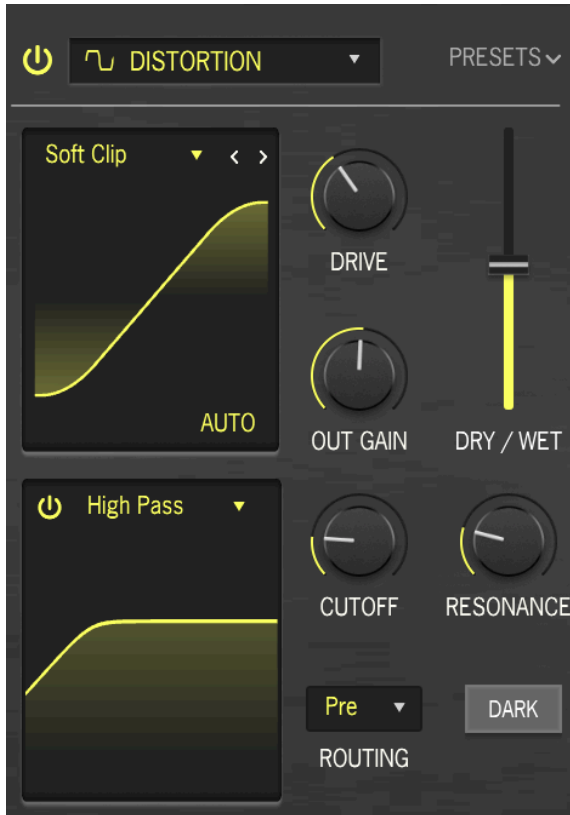 DISTORTION
PRESETS
Soft Clip
DRIVE
AUTO
OUT GAIN
DRY / WET
High Pass
CUTOFF
RESONANCE
Pre
DARK
ROUTING